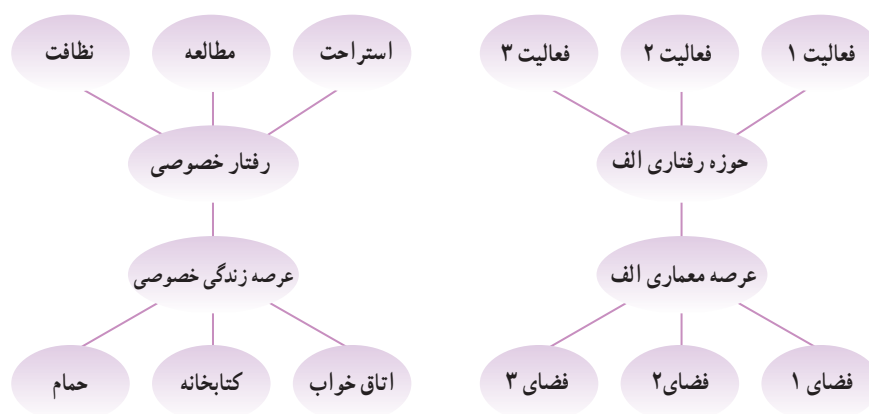 فعالیت ۱
فعالیت ۲
فعالیت ۳
حوزه رفتاری الف
عرصه معماری الف
فضای ۱
فضای۲
فضای ۳
استراحت
مطالعه
نظافت
رفتار خصوصی
عرصه زندگی خصوصی
اتاق خواب
کتابخانه
حمام